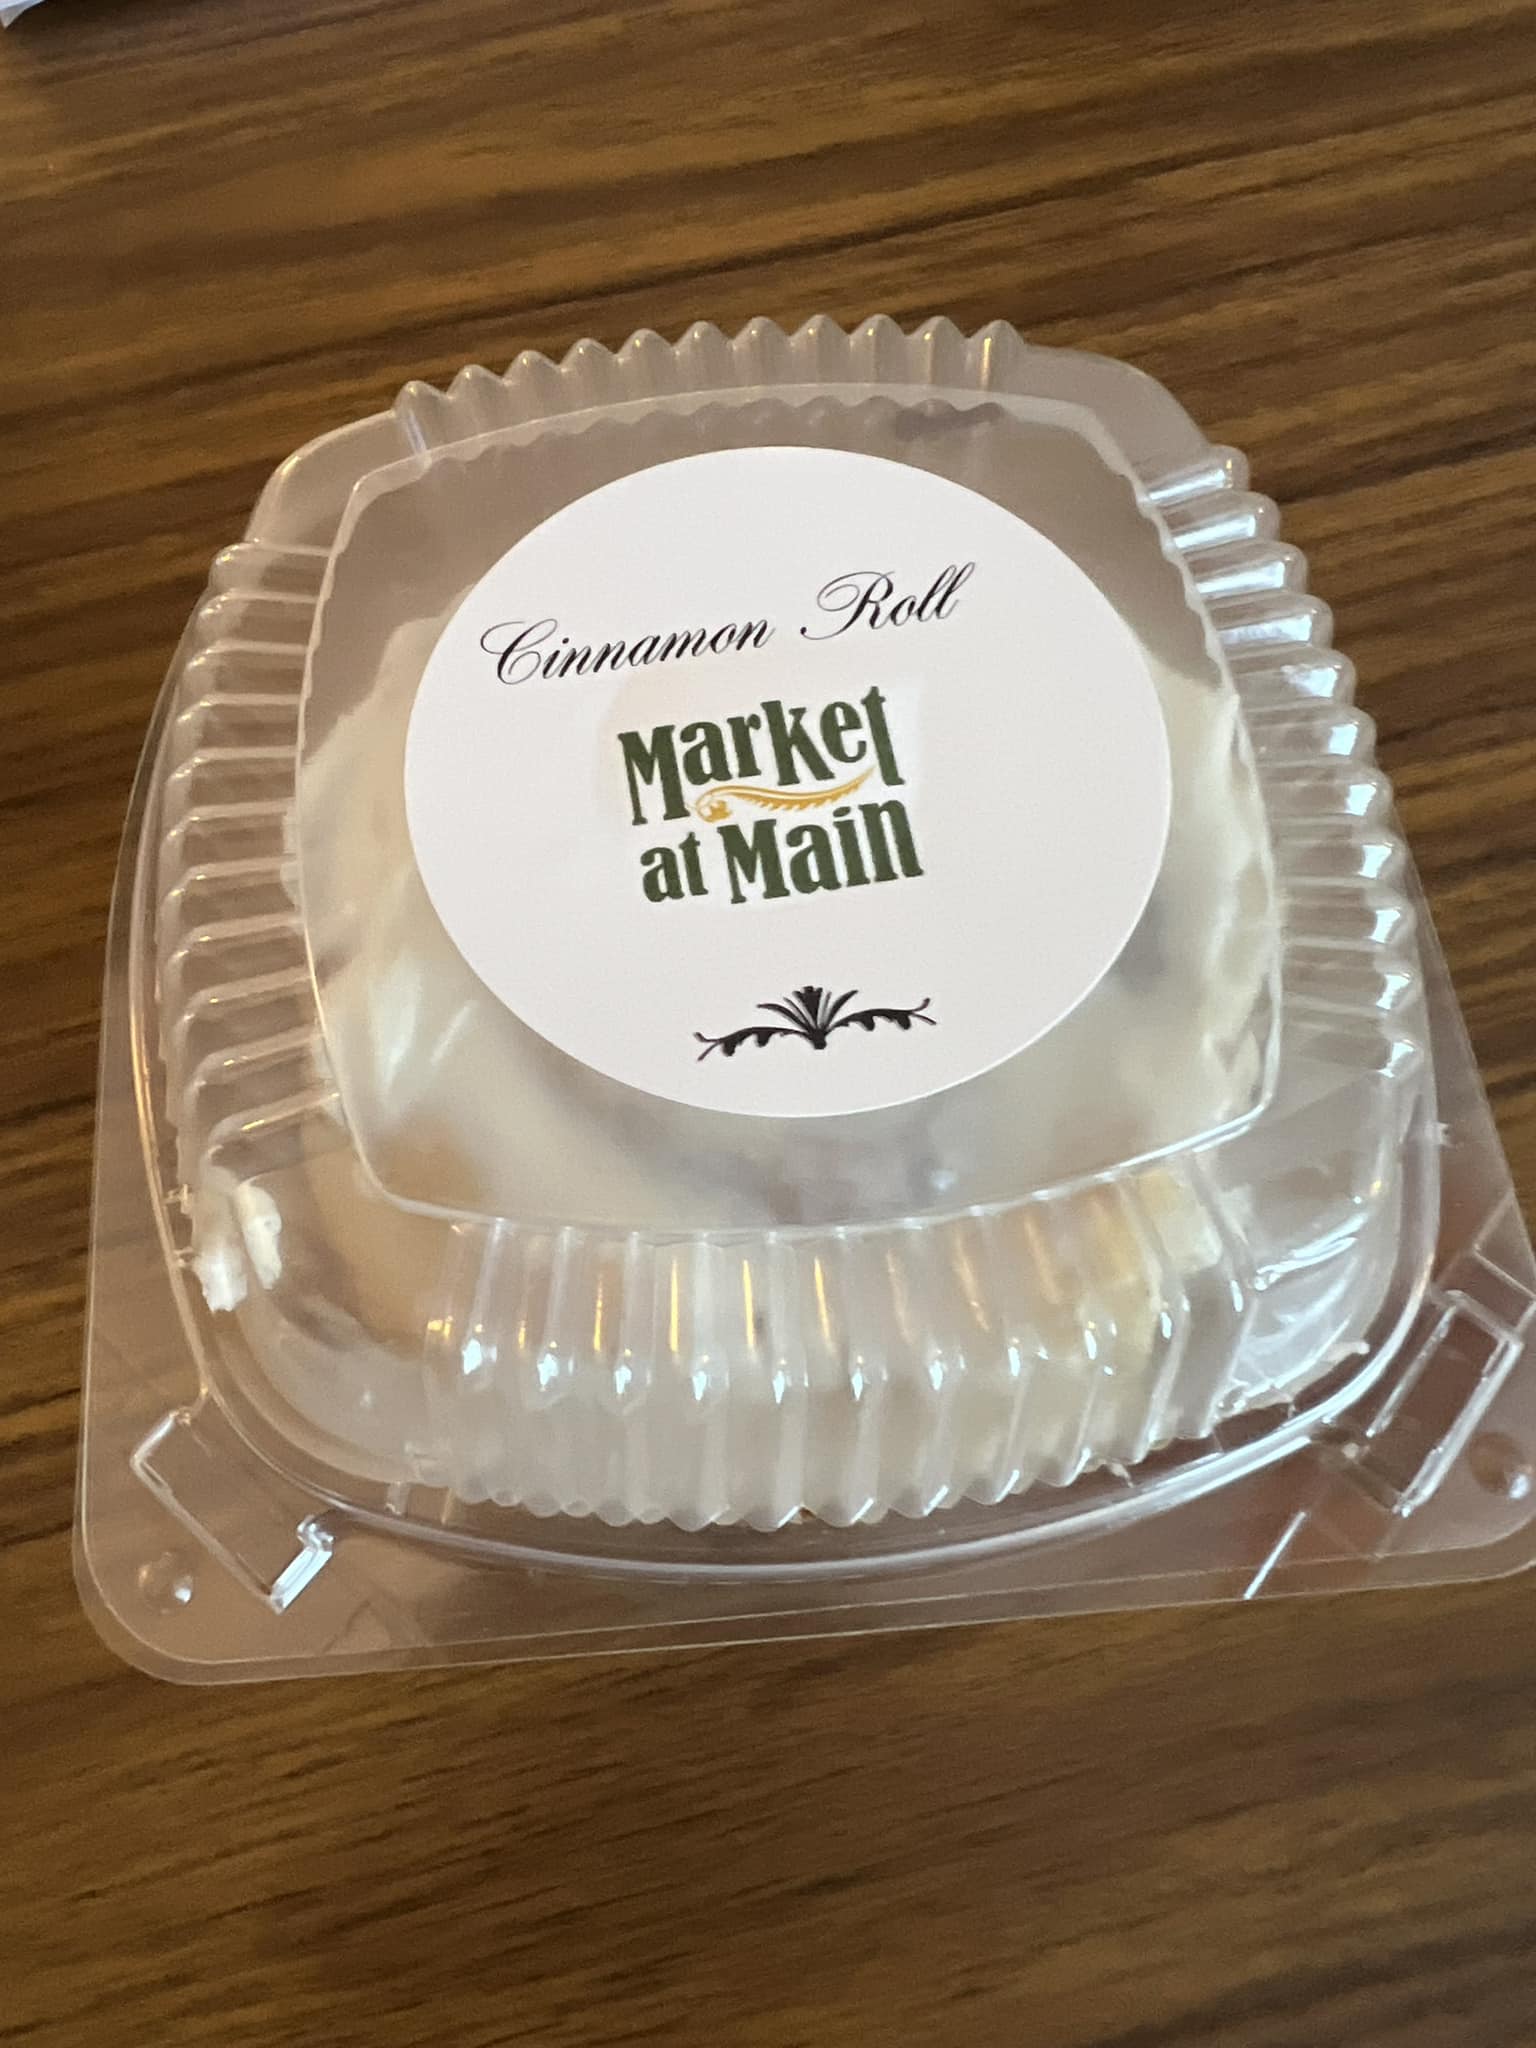 Cinnamon Roll
Market
at Main